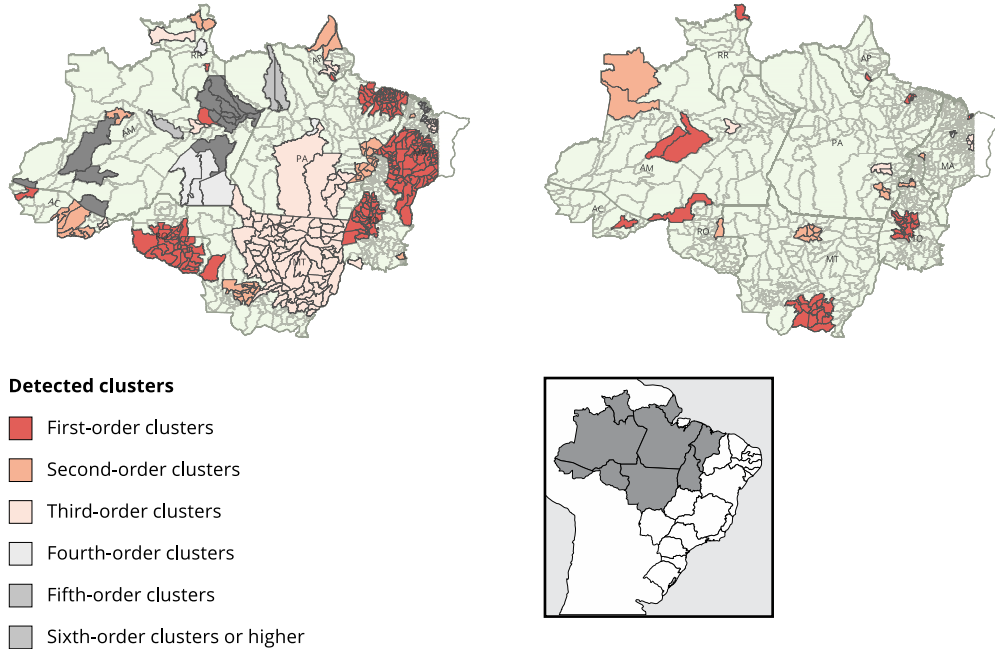 RR
AP
AM
PA
AC
MT
RR
AP
AM
PA
MA
AC
RO
TO
MT
Detected clusters
First-order clusters
Second-order clusters
Third-order clusters
Fourth-order clusters
Fifth-order clusters
Sixth-order clusters or higher